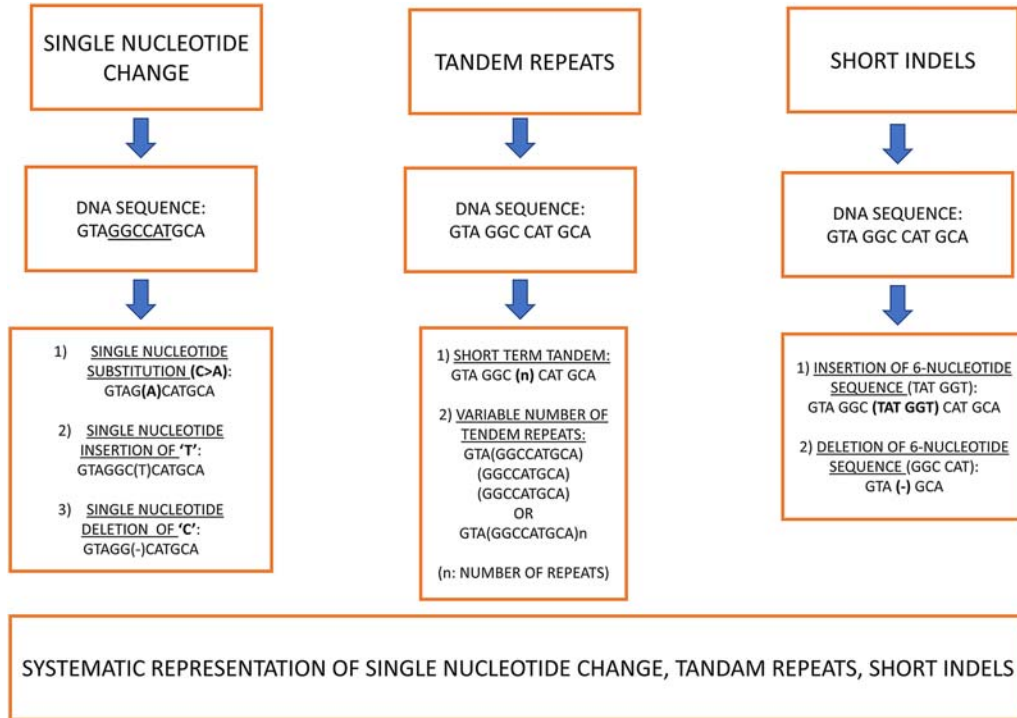 SINGLE NUCLEOTIDE
CHANGE
DNA SEQUENCE:
GTAGGCCATGCA
1) SINGLE NUCLEOTIDE
SUBSTITUTION (C>A):
GTAG(A)CATGCA
2) SINGLE NUCLEOTIDE
INSERTION OF 'T':
GTAGGC(T)CATGCA
3) SINGLE NUCLEOTIDE
DELETION OF 'C':
GTAGG(-)CATGCA
TANDEM REPEATS
DNA SEQUENCE:
GTA GGC CAT GCA
1) SHORT TERM TANDEM:
GTA GGC (n) CAT GCA
2) VARIABLE NUMBER OF
TENDEM REPEATS:
GTA(GGCCATGCA)
(GGCCATGCA)
(GGCCATGCA)
OR
GTA(GGCCATGCA)n
(n: NUMBER OF REPEATS)
SHORT INDELS
DNA SEQUENCE:
GTA GGC CAT GCA
1) INSERTION OF 6-NUCLEOTIDE
SEQUENCE (TAT GGT):
GTA GGC (TAT GGT) CAT GCA
2) DELETION OF 6-NUCLEOTIDE
SEQUENCE (GGC CAT):
GTA (-) GCA
SYSTEMATIC REPRESENTATION OF SINGLE NUCLEOTIDE CHANGE, TANDAM REPEATS, SHORT INDELS